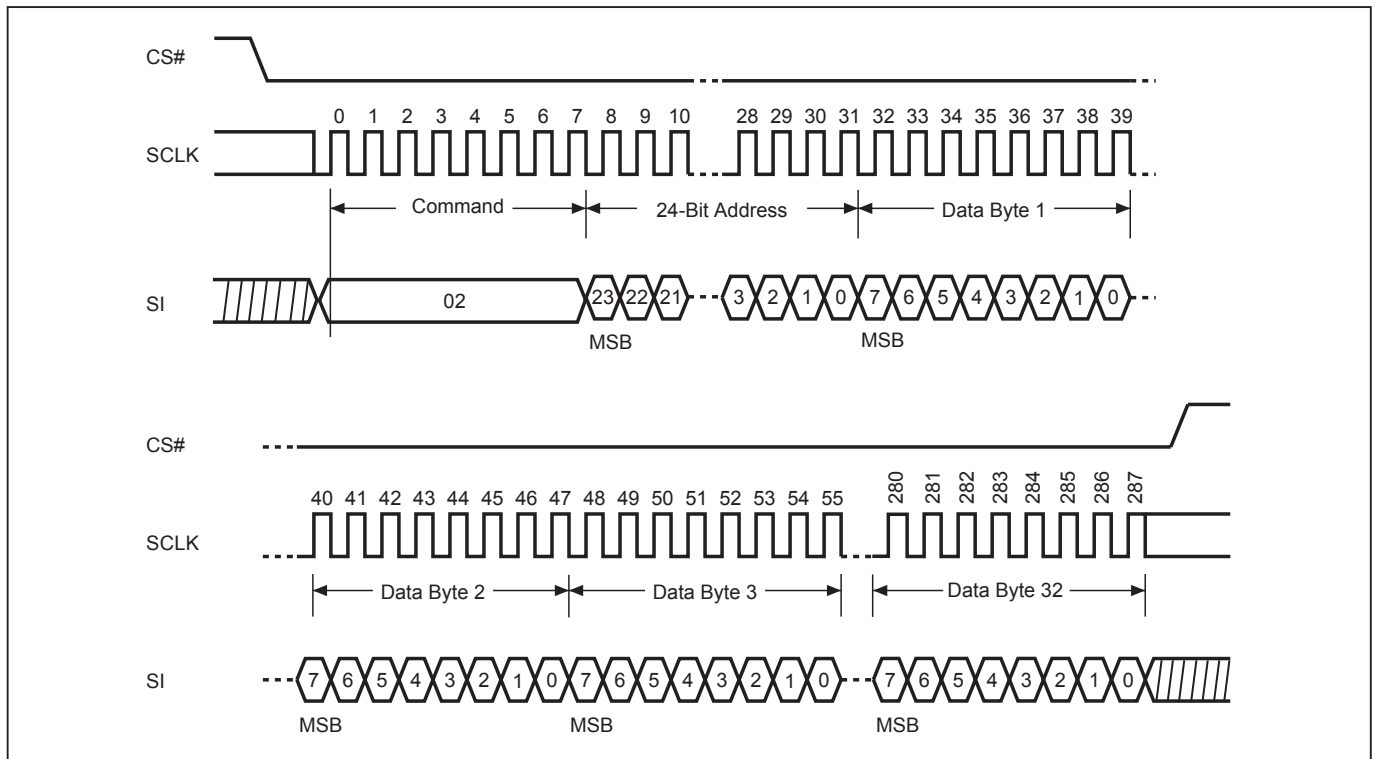 CS#
0 1 2 3 4 5 6 7 8 9 10 28 29 30 31 32 33 34 35 36 37 38 39
SCLK
Command 24-Bit Address Data Byte 1
SI 02 23 22 21 3 2 1 0 7 6 5 4 3 2 1 0
MSB MSB
CS#
40 41 42 43 44 45 46 47 48 49 50 51 52 53 54 55 280 281 282 283 284 285 286 287
SCLK
Data Byte 2 Data Byte 3 Data Byte 32
SI 7 6 5 4 3 2 1 0 7 6 5 4 3 2 1 0 7 6 5 4 3 2 1 0
MSB MSB MSB